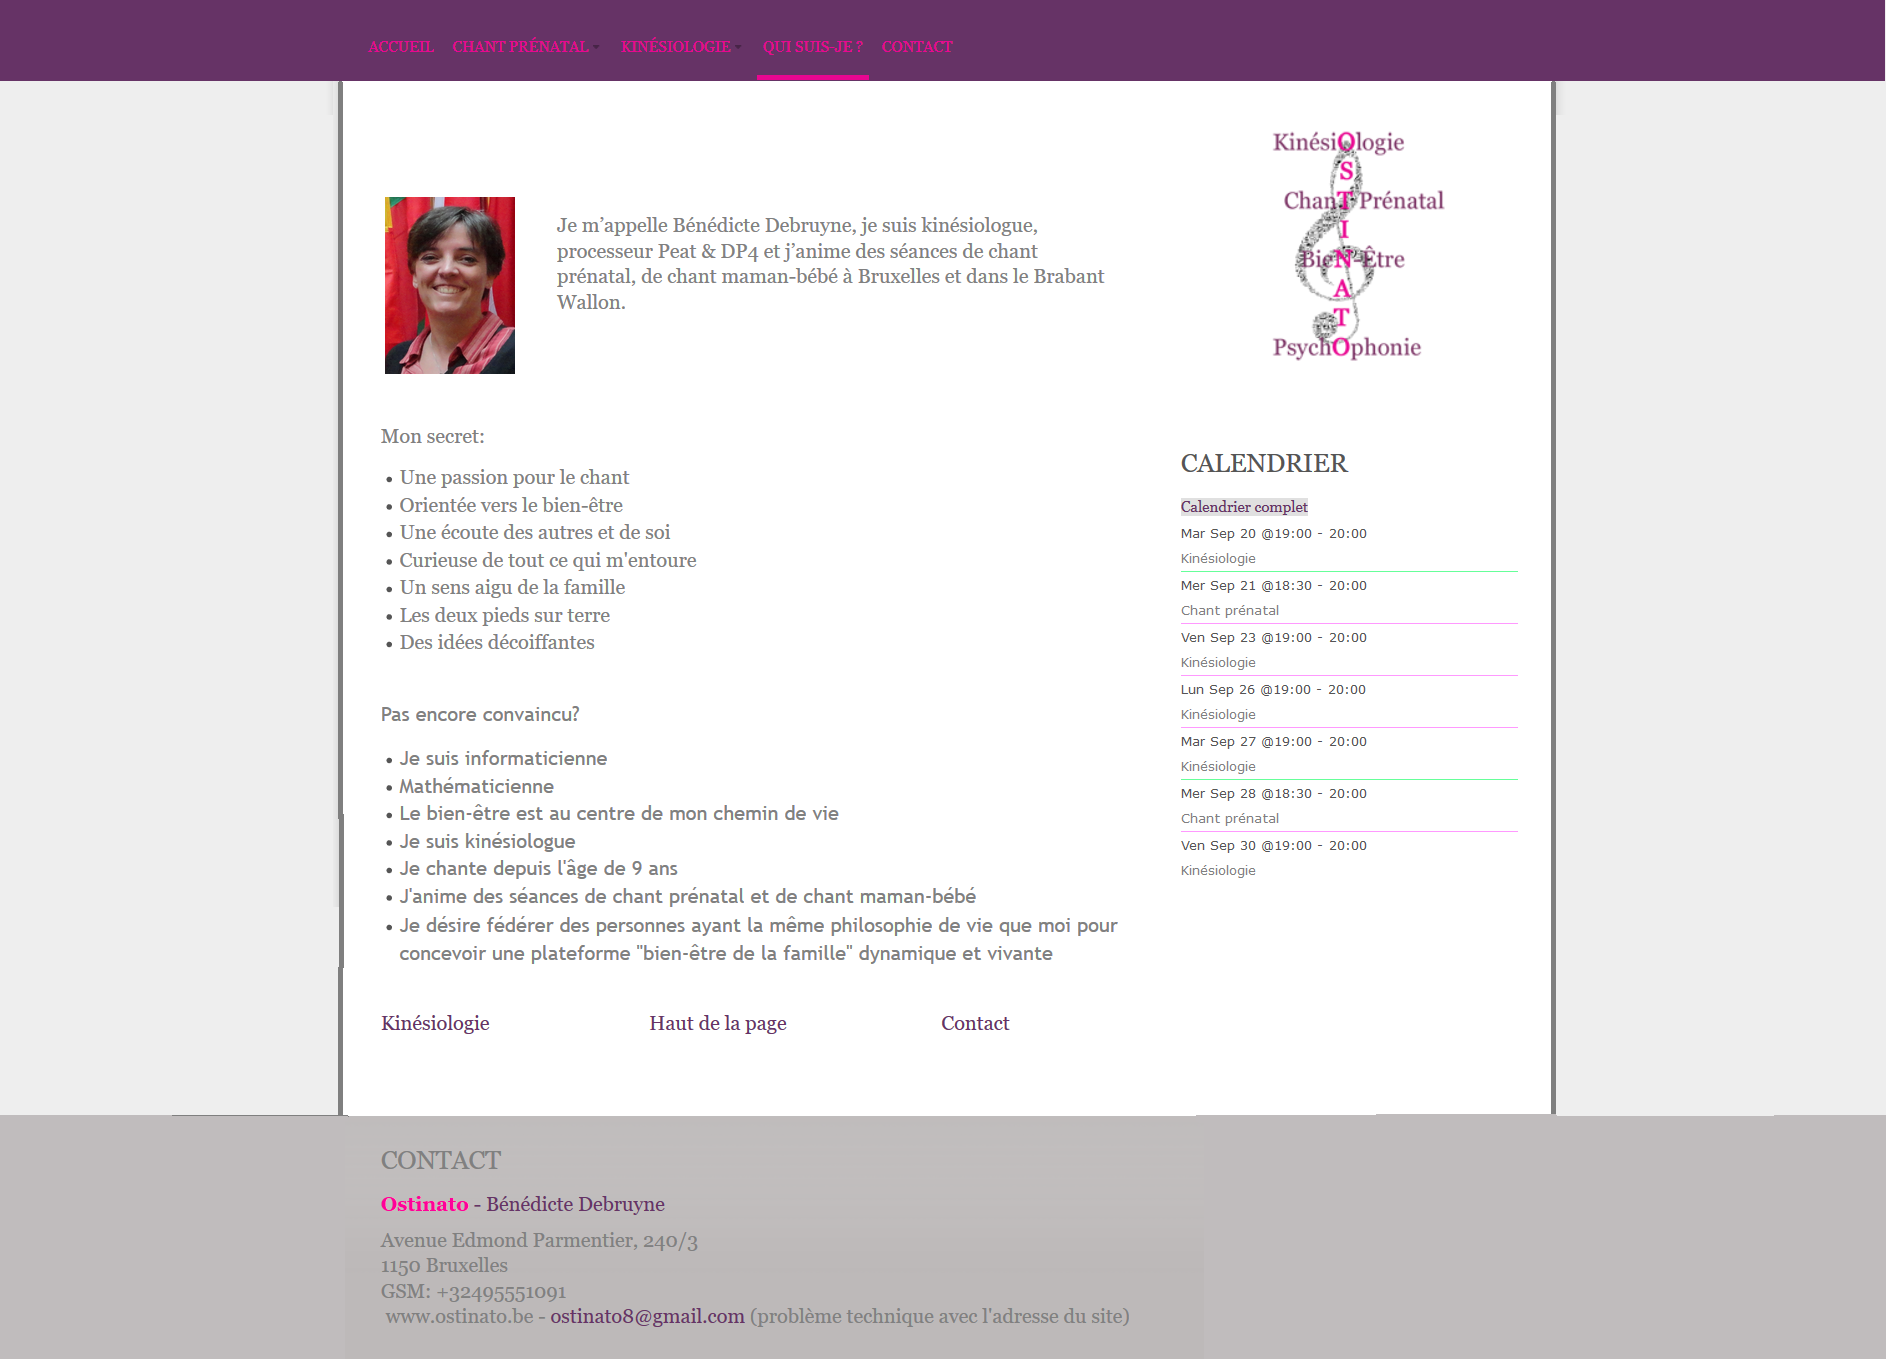 ACCUEIL CHANT PRÉNATAL KINÉSIOLOGIE QUI SUIS-JE ? CONTACT
KinésiOlogie
S
ChanTPrénatal
I
BieN-Être
A
T
PsychOphonie
Je m’appelle Bénédicte Debruyne, je suis kinésiologue,
processeur Peat & DP4 et j’anime des séances de chant
prénatal, de chant maman-bébé à Bruxelles et dans le Brabant
Wallon.
Mon secret:
• Une passion pour le chant
• Orientée vers le bien-être
• Une écoute des autres et de soi
• Curieuse de tout ce qui m'entoure
• Un sens aigu de la famille
• Les deux pieds sur terre
• Des idées décoiffantes
Pas encore convaincu?
• Je suis informaticienne
• Mathématicienne
• Le bien-être est au centre de mon chemin de vie
• Je suis kinésiologue
• Je chante depuis l'âge de 9 ans
• J'anime des séances de chant prénatal et de chant maman-bébé
• Je désire fédérer des personnes ayant la même philosophie de vie que moi pour
concevoir une plateforme "bien-être de la famille" dynamique et vivante
Kinésiologie Haut de la page Contact
CALENDRIER
Calendrier complet
Mar Sep 20 @19:00 - 20:00
Kinésiologie
Mer Sep 21 @18:30 - 20:00
Chant prénatal
Ven Sep 23 @19:00 - 20:00
Kinésiologie
Lun Sep 26 @19:00 - 20:00
Kinésiologie
Mar Sep 27 @19:00 - 20:00
Kinésiologie
Mer Sep 28 @18:30 - 20:00
Chant prénatal
Ven Sep 30 @19:00 - 20:00
Kinésiologie
CONTACT
Ostinato - Bénédicte Debruyne
Avenue Edmond Parmentier, 240/3
1150 Bruxelles
GSM: +32495551091
www.ostinato.be - ostinato8@gmail.com (problème technique avec l'adresse du site)